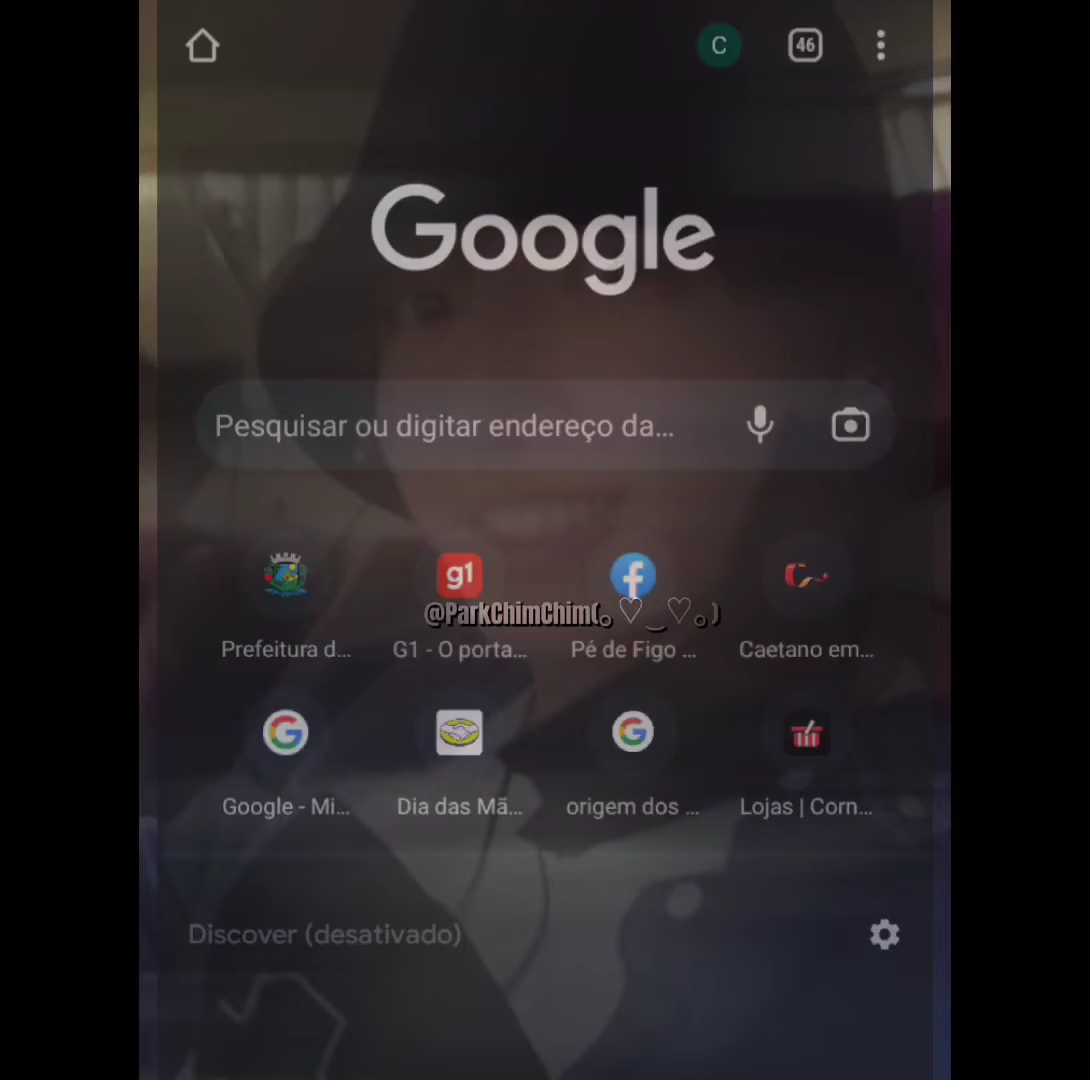 C
46
Google
Pesquisar ou digitar endereço da...
g1
@ParkChimChim(｡♡‿♡｡)
Prefeitura d...
G1 - O porta...
Pé de Figo ...
Caetano em...
Google - Mi...
Dia das Mã...
origem dos ...
Lojas | Corn...
Discover (desativado)